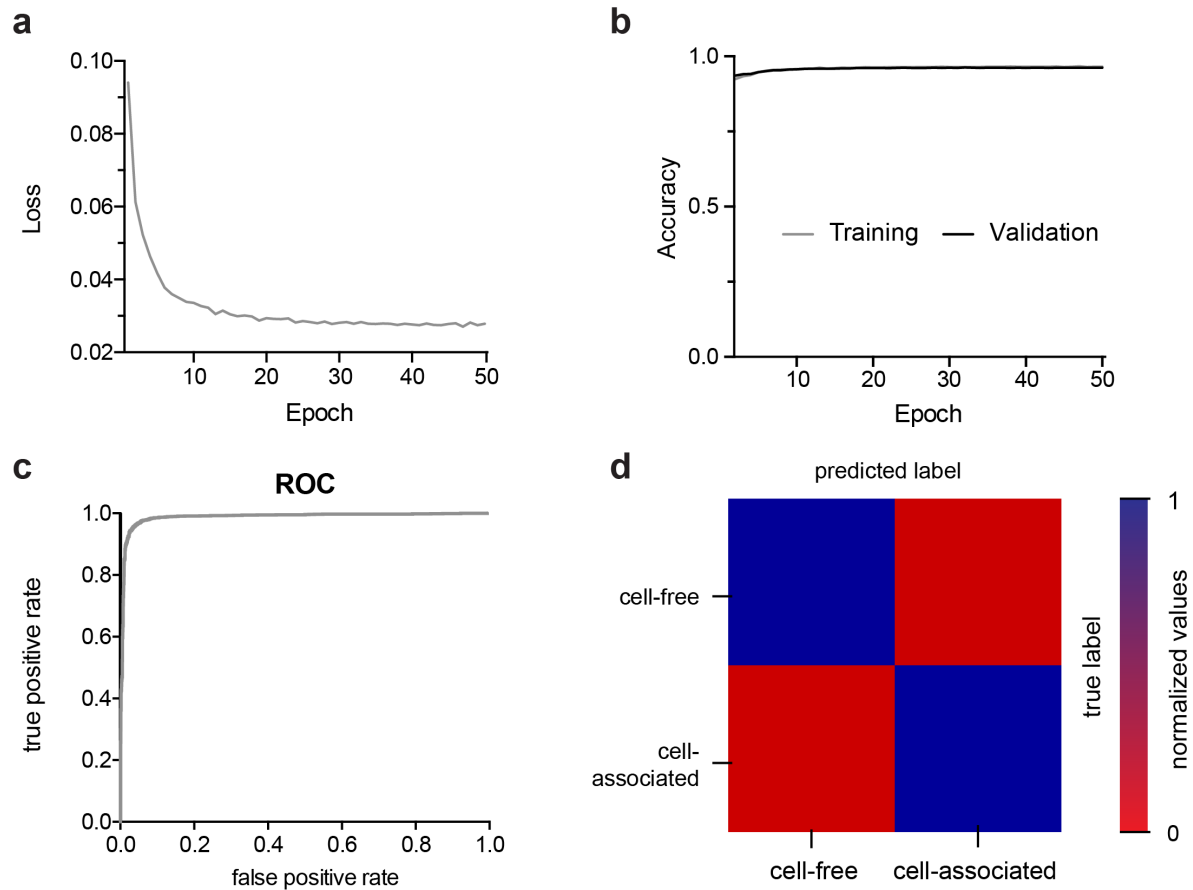 a
0.10
0.08
0.06
0.04
0.02
Loss
10 20 30 40 50
Epoch
b
1.0
0.5
0.0
Accuracy
Training Validation
10 20 30 40 50
Epoch
c
ROC
1.0
0.8
0.6
0.4
0.2
0.0
true positive rate
0.0 0.2 0.4 0.6 0.8 1.0
false positive rate
d
predicted label
cell-free
cell-
associated
cell-free cell-associated
true label
1
0
normalized values